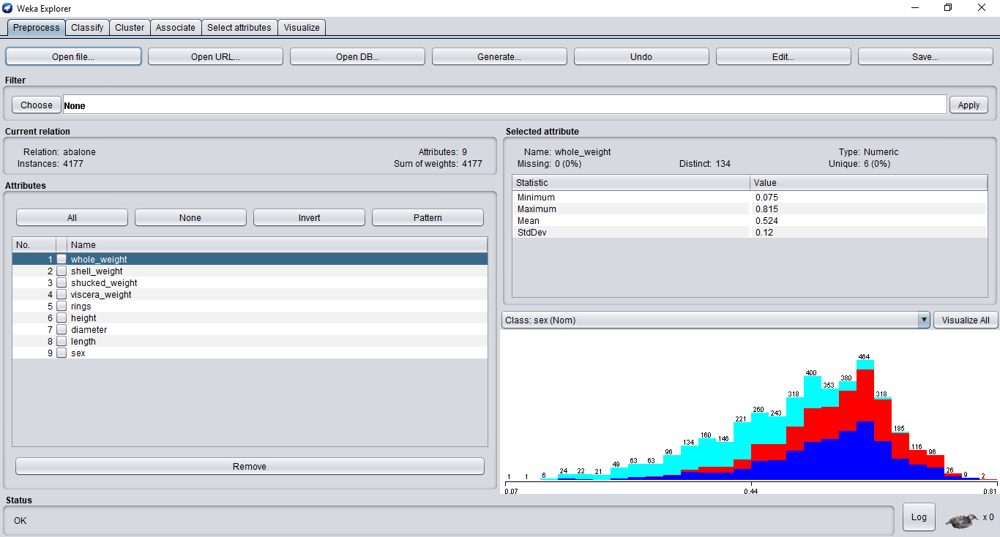 Weka Explorer
Preprocess Classify Cluster Associate Select attributes Visualize
Open file... Open URL... Open DB... Generate... Undo Edit... Save...
Filter
Choose None Apply
Current relation
Relation: abalone Attributes: 9
Instances: 4177 Sum of weights: 4177
Attributes
All None Invert Pattern
No. Name
1 whole_weight
2 shell_weight
3 shucked_weight
4 viscera_weight
5 rings
6 height
7 diameter
8 length
9 sex
Remove
Selected attribute
Name: whole_weight Type: Numeric
Missing: 0 (0%) Distinct: 134 Unique: 6 (0%)
Statistic Value
Minimum 0.075
Maximum 0.815
Mean 0.524
StdDev 0.12
Class: sex (Nom) Visualize All
1 1 6 24 22 21 49 63 63 96 134 160 146 221 260 243 318 400 353 380 464 318 185 116 96 26 9 2
0.07 0.44 0.81
Status
OK Log x 0